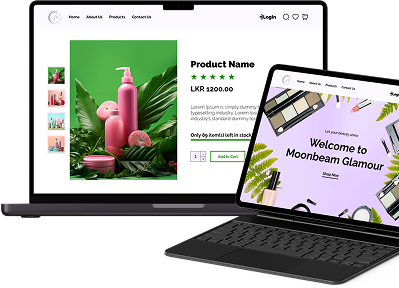 Home About Us Products Contact Us
Login
Product Name
LKR 1200.00
Lorem Ipsum is simply dummy
typesetting industry. Lorem Ipsum
industry's standard dummy text
Only 69 item(s) left in stock
1
Add to Cart
Home About Us Products Contact Us
Let your beauty shine
Welcome to
Moonbeam Glamour
Shop Now